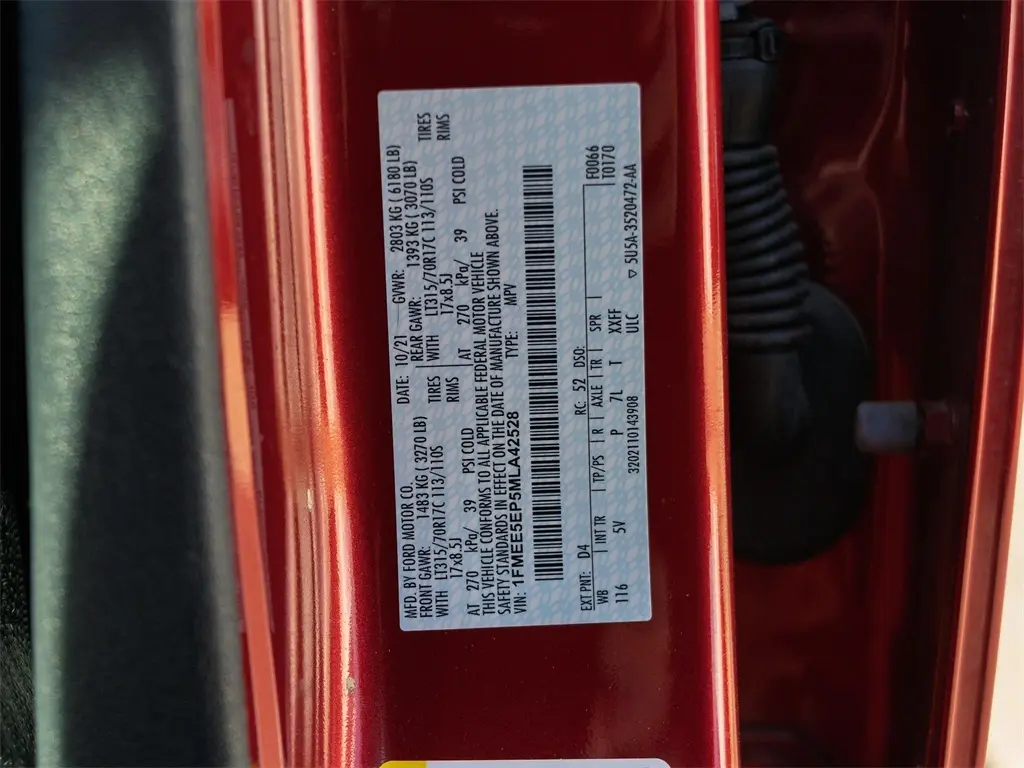 MFD. BY FORD MOTOR CO. DATE: 10/21 GVWR: 2803 KG ( 6180 LB)
FRONT GAWR: 1483 KG ( 3270 LB) REAR GAWR: 1393 KG ( 3070 LB)
WITH LT315/70R17C 113/110S TIRES WITH LT315/70R17C 113/110S TIRES
17x8.5J RIMS 17x8.5J RIMS
AT 270 kPa/ 39 PSI COLD AT 270 kPa/ 39 PSI COLD
THIS VEHICLE CONFORMS TO ALL APPLICABLE FEDERAL MOTOR VEHICLE
SAFETY STANDARDS IN EFFECT ON THE DATE OF MANUFACTURE SHOWN ABOVE.
VIN: 1FMEE5EP5MLA42528 TYPE: MPV
EXT PNT: D4 RC: 52 DSO: F0066
WB INT TR TP/PS R AXLE TR SPR T0170
116 5V P 7L T XXFF
3202110143908 ULC ▽ 5U5A-3520472-AA